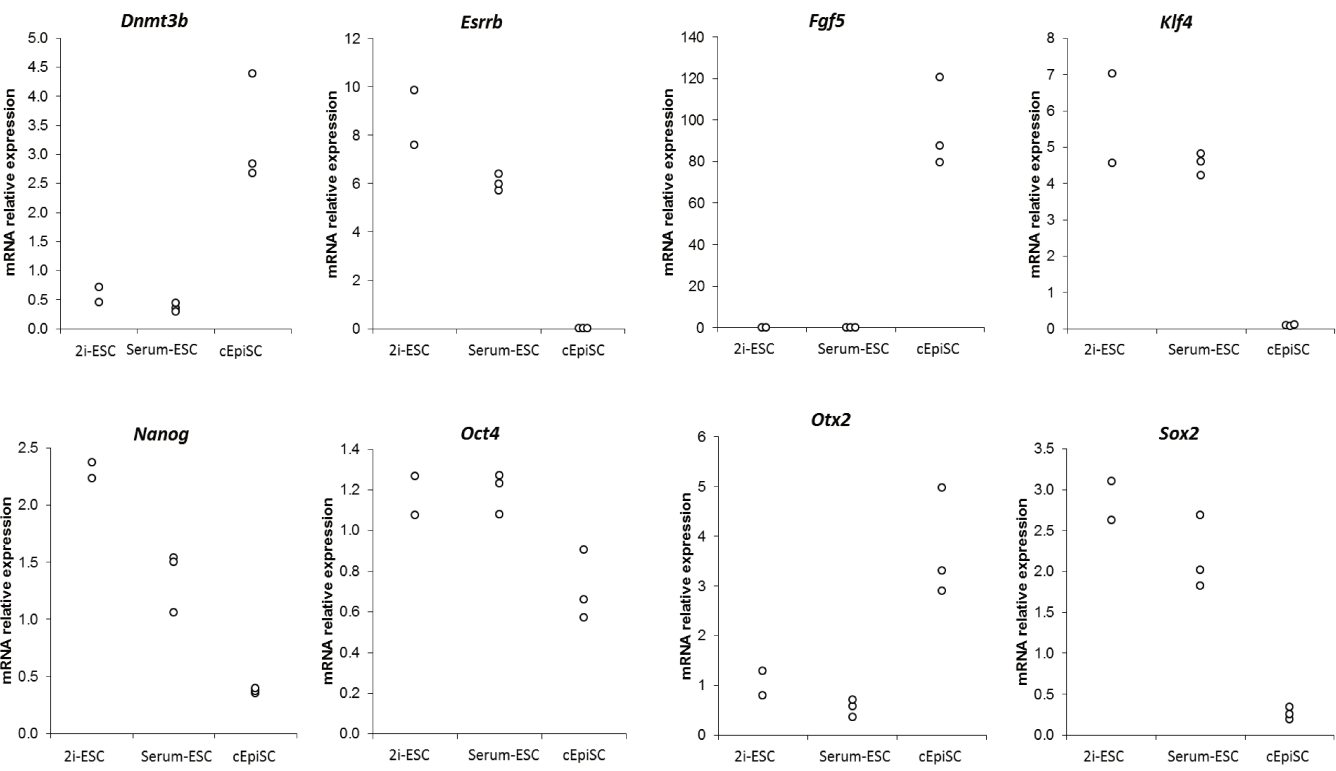 Dnmt3b
mRNA relative expression
5.0
4.5
4.0
3.5
3.0
2.5
2.0
1.5
1.0
0.5
0.0
2i-ESC Serum-ESC cEpiSC
Esrrb
mRNA relative expression
12
10
8
6
4
2
0
2i-ESC Serum-ESC cEpiSC
Fgf5
mRNA relative expression
140
120
100
80
60
40
20
0
2i-ESC Serum-ESC cEpiSC
Klf4
mRNA relative expression
8
7
6
5
4
3
2
1
0
2i-ESC Serum-ESC cEpiSC
Nanog
mRNA relative expression
2.5
2.0
1.5
1.0
0.5
0.0
2i-ESC Serum-ESC cEpiSC
Oct4
mRNA relative expression
1.4
1.2
1.0
0.8
0.6
0.4
0.2
0.0
2i-ESC Serum-ESC cEpiSC
Otx2
mRNA relative expression
6
5
4
3
2
1
0
2i-ESC Serum-ESC cEpiSC
Sox2
mRNA relative expression
3.5
3.0
2.5
2.0
1.5
1.0
0.5
0.0
2i-ESC Serum-ESC cEpiSC